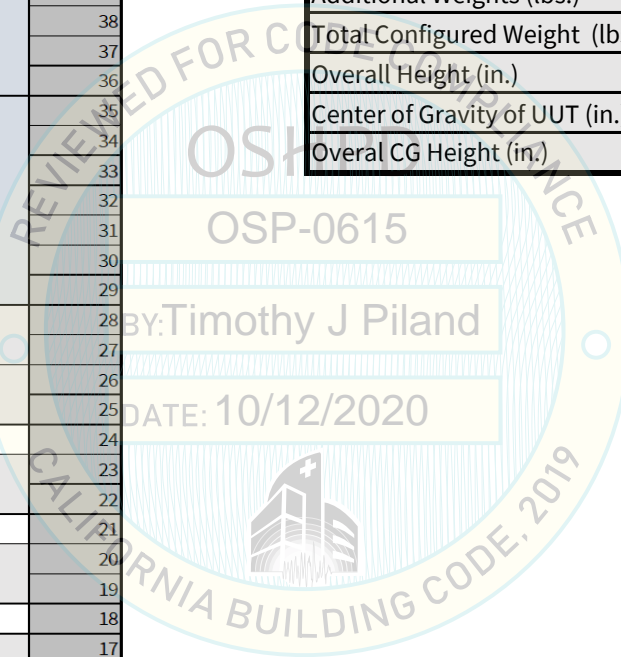 Additional Weights (lbs.)
Total Configured Weight (lb
Overall Height (in.)
Center of Gravity of UUT (in.
Overal CG Height (in.)
38
37
36
35
34
33
32
31
30
29
28
27
26
25
24
23
22
21
20
19
18
17
REVIEWED FOR CODE COMPLIANCE
OSHPD
OSP-0615
BY:Timothy J Piland
DATE: 10/12/2020
CALIFORNIA BUILDING CODE, 2019